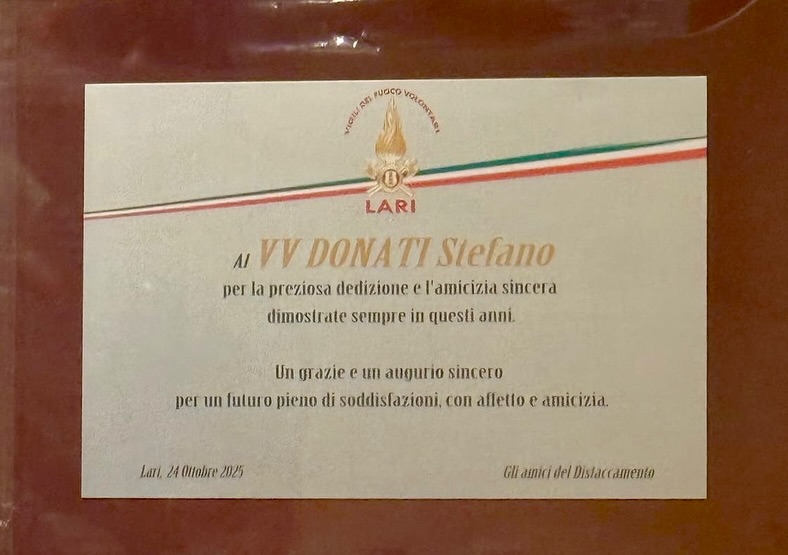 VIGILI DEL FUOCO VOLONTARI
LARI
Al VV DONATI Stefano
per la preziosa dedizione e l'amicizia sincera
dimostrate sempre in questi anni.
Un grazie e un augurio sincero
per un futuro pieno di soddisfazioni, con affetto e amicizia.
Lari, 24 Ottobre 2025
Gli amici del Distaccamento